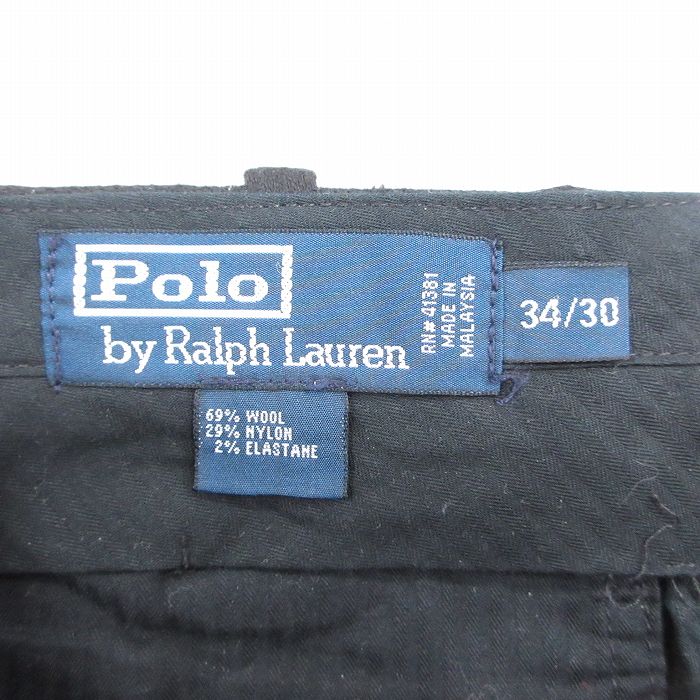 Polo
by Ralph Lauren
RN# 41381
MADE IN
MALAYSIA
34/30
69% WOOL
29% NYLON
2% ELASTANE